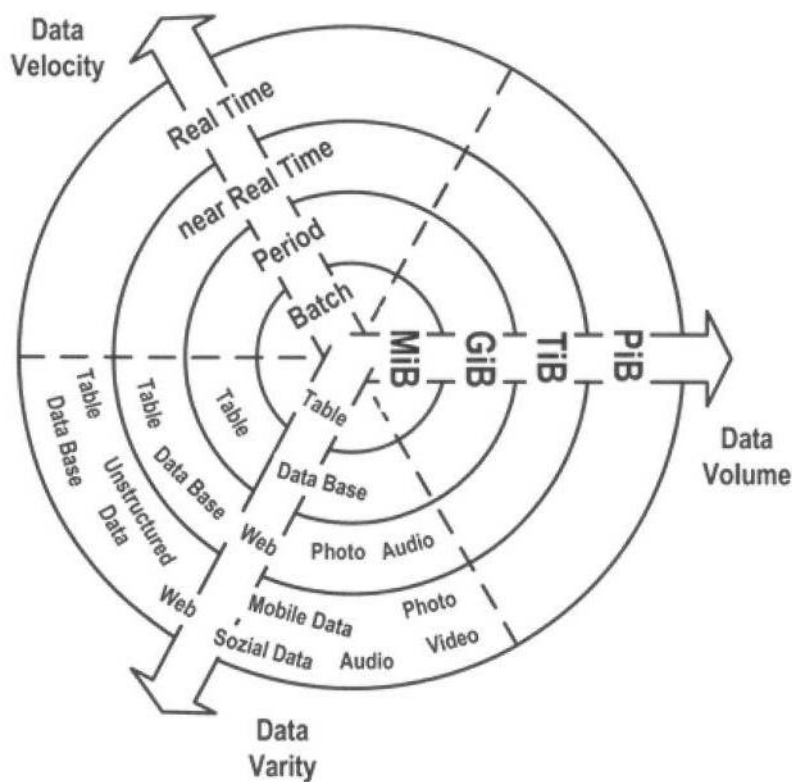 Data
Velocity
Real Time
near Real Time
Period
Batch
MiB
GiB
TiB
PiB
Data
Volume
Table
Table
Table
Table
Data Base
Data Base
Data Base
Unstructured
Data
Web
Photo
Audio
Web
Mobile Data
Photo
Sozial Data
Audio
Video
Data
Varity